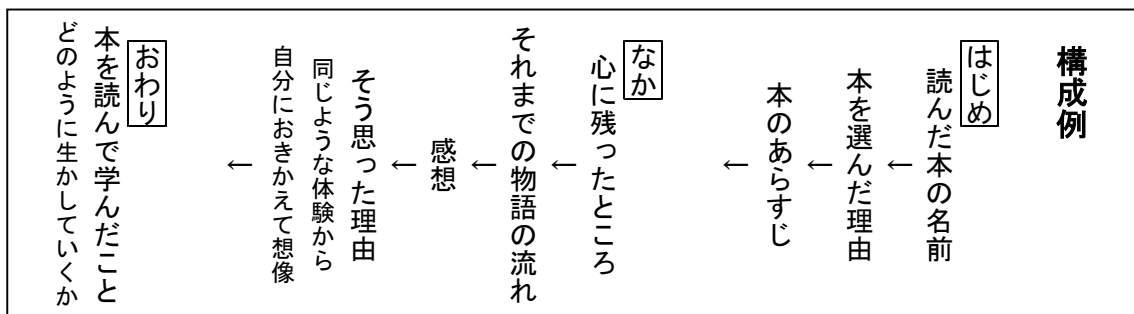 構成例
はじめ
読んだ本の名前
←
本を選んだ理由
←
本のあらすじ
←
なか
心に残ったところ
←
それまでの物語の流れ
←
感想
←
そう思った理由
同じような体験から
自分におきかえて想像
←
おわり
本を読んで学んだこと
どのように生かしていくか